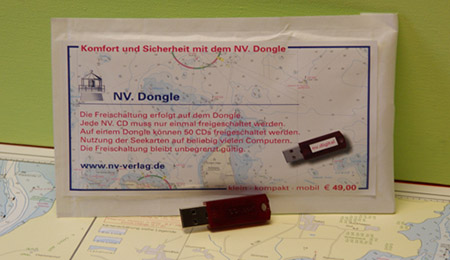 Komfort und Sicherheit mit dem NV. Dongle
NV. Dongle
Die Freischaltung erfolgt auf dem Dongle.
Jede NV. CD muss nur einmal freigeschaltet werden.
Auf einem Dongle können 50 CDs freigeschaltet werden.
Nutzung der Seekarten auf beliebig vielen Computern.
Die Freischaltung bleibt unbegrenzt gültig.
nv digital
www.nv-verlag.de
klein · kompakt · mobil € 49,00